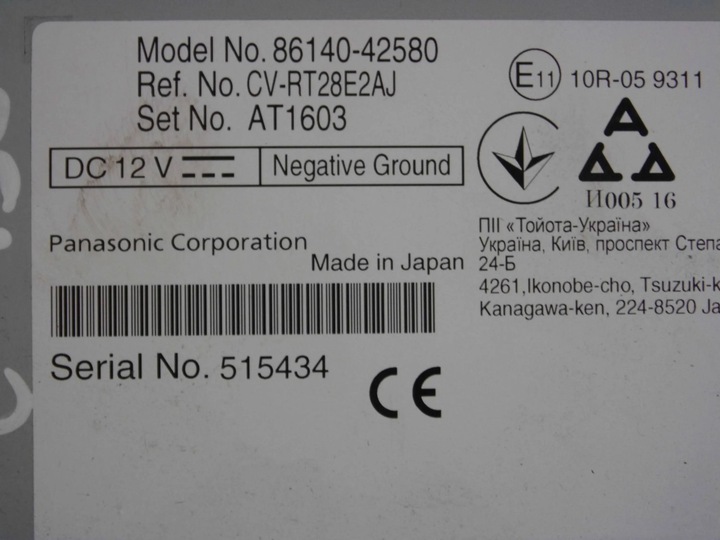 Model No. 86140-42580
Ref. No. CV-RT28E2AJ
Set No. AT1603
DC 12 V
Negative Ground
E11 10R-05 9311
И005 16
Panasonic Corporation
Made in Japan
ПІІ «Тойота-Україна»
Україна, Київ, проспект
24-Б
4261,Ikonobe-cho,
Kanagawa-ken, 224-8520
Serial No. 515434
CE